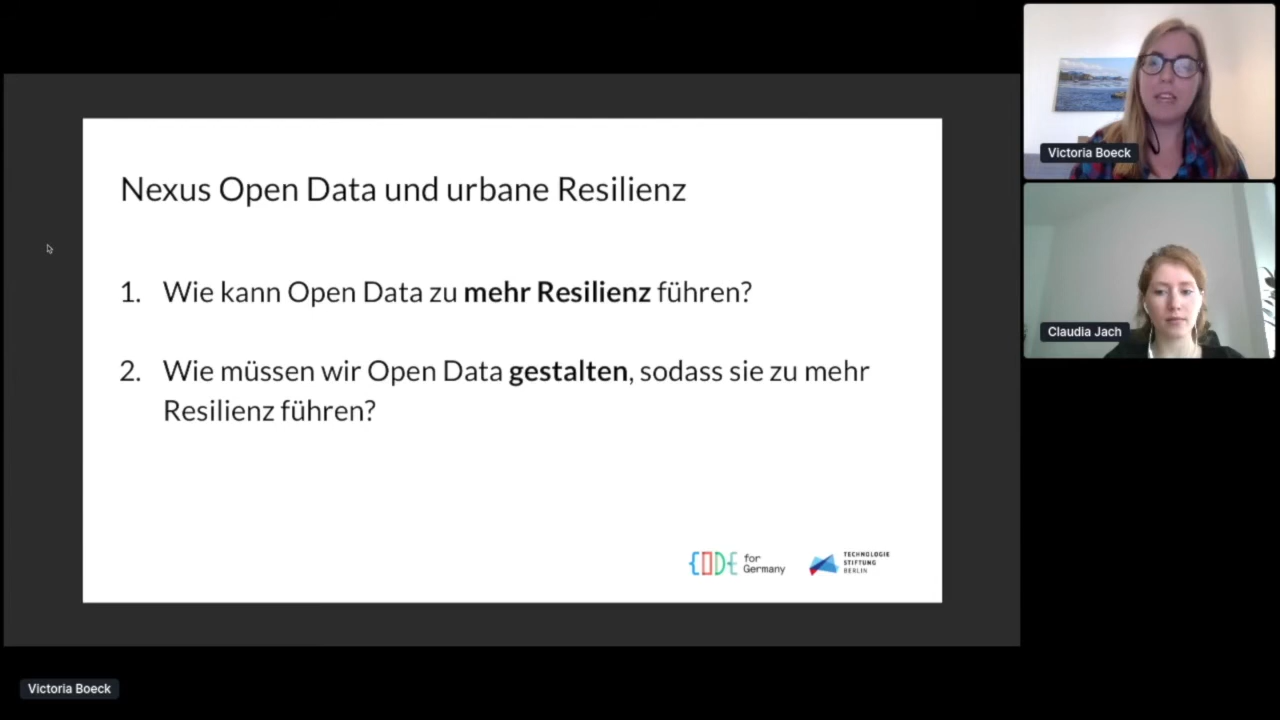 Nexus Open Data und urbane Resilienz
1. Wie kann Open Data zu mehr Resilienz führen?
2. Wie müssen wir Open Data gestalten, sodass sie zu mehr
Resilienz führen?
{CODE for
Germany
TECHNOLOGIE
STIFTUNG
BERLIN
Victoria Boeck
Claudia Jach
Victoria Boeck